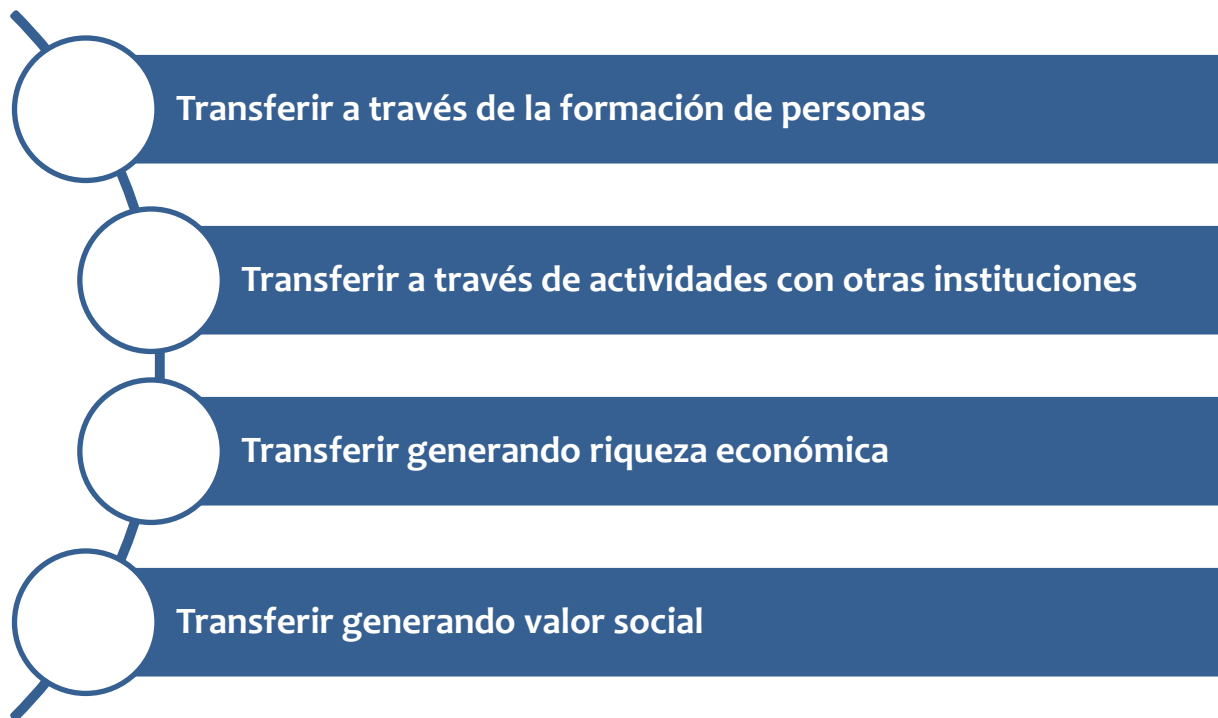 Transferir a través de la formación de personas
Transferir a través de actividades con otras instituciones
Transferir generando riqueza económica
Transferir generando valor social